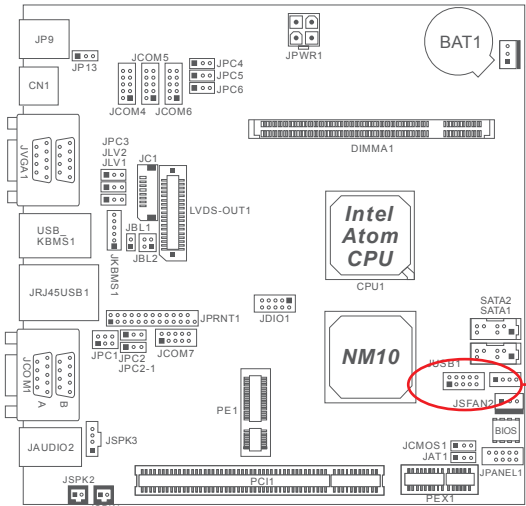 JP9
JP13
JCOM5
JCOM4
JCOM6
JPC4
JPC5
JPC6
JPWR1
BAT1
CN1
DIMMA1
JVGA1
JPC3
JLV2
JLV1
JC1
LVDS-OUT1
Intel
Atom
CPU
CPU1
USB_
KBMS1
JKBMS1
JBL1
JBL2
JRJ45USB1
JPRNT1
JDIO1
SATA2
SATA1
NM10
JUSB1
JPC1
JPC2
JPC2-1
JCOM7
JCOM1
A
B
PE1
JSFAN2
BIOS
JAUDIO2
JSPK3
JCMOS1
JAT1
JPANEL1
JSPK2
PCI1
PEX1